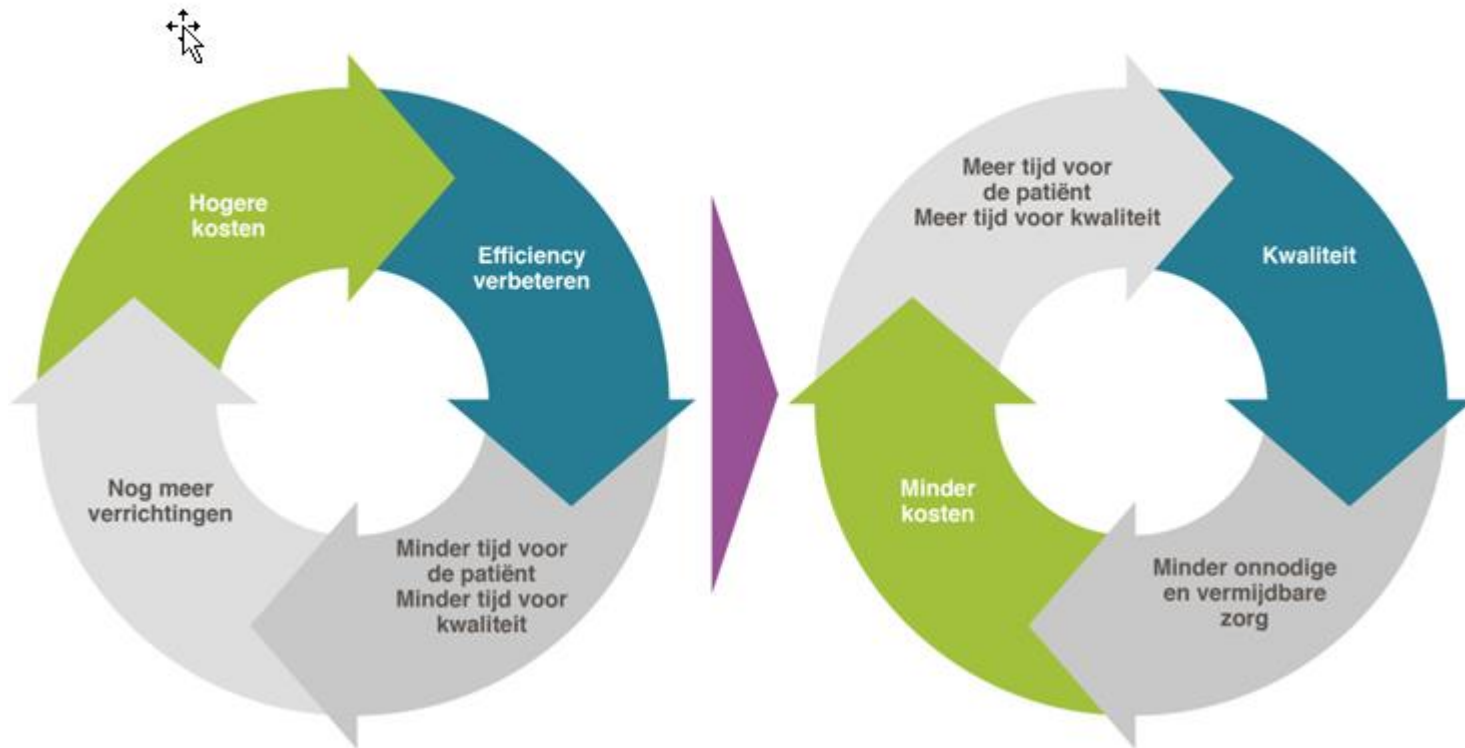 Hogere
kosten
Efficiency
verbeteren
Minder tijd voor
de patiënt
Minder tijd voor
kwaliteit
Nog meer
verrichtingen
Meer tijd voor
de patiënt
Meer tijd voor kwaliteit
Kwaliteit
Minder onnodige
en vermijdbare
zorg
Minder
kosten